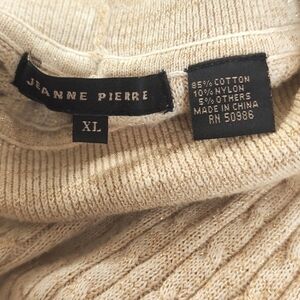 JEANNE PIERRE
XL
85% COTTON
10% NYLON
5% OTHERS
MADE IN CHINA
RN 50986